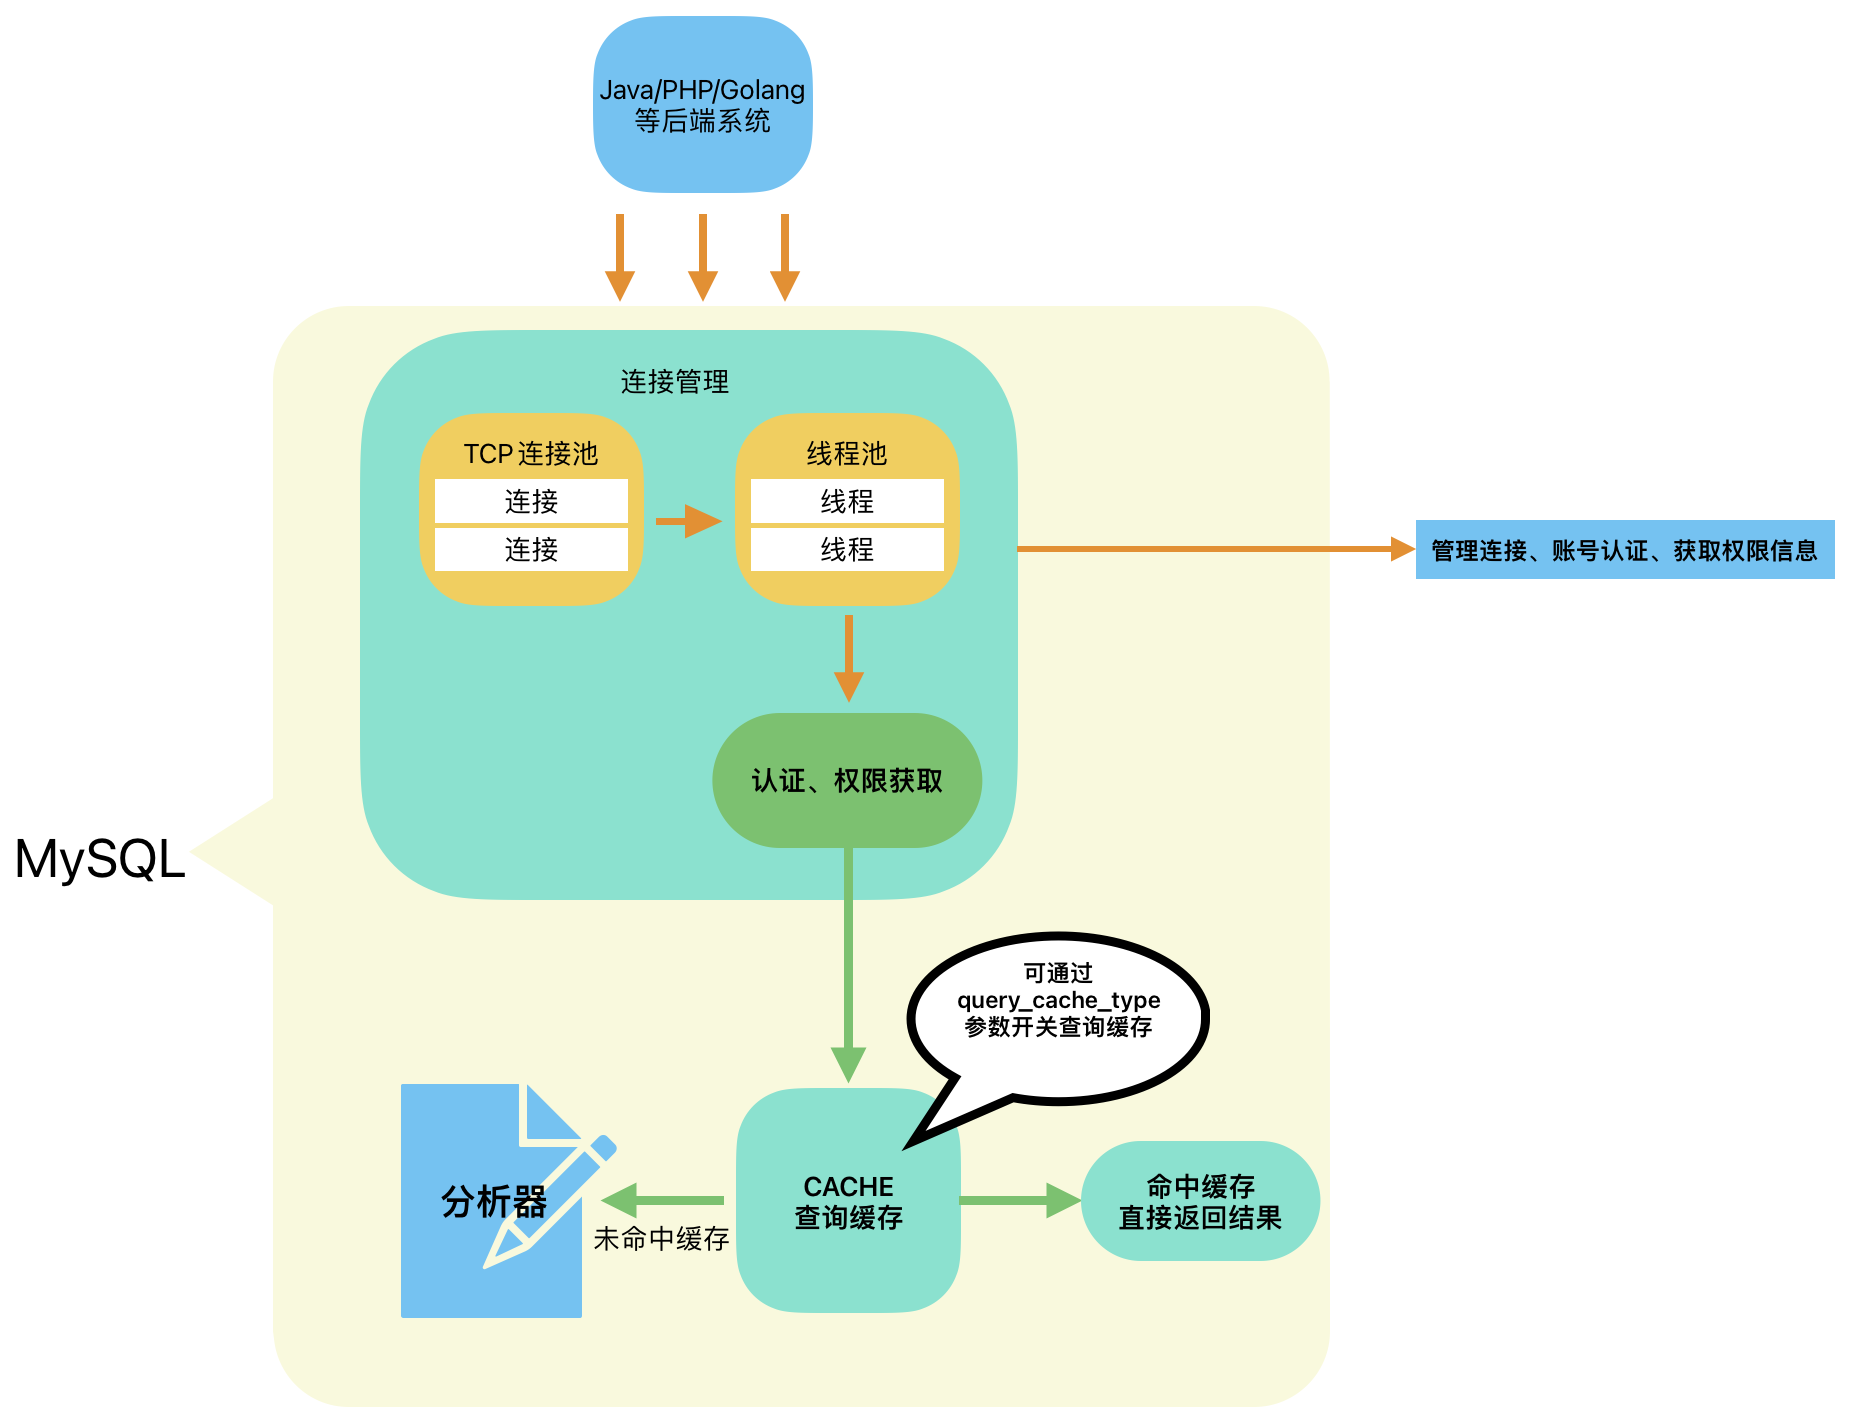 Java/PHP/Golang
等后端系统
连接管理
TCP 连接池
连接
连接
线程池
线程
线程
管理连接、账号认证、获取权限信息
认证、权限获取
MySQL
可通过
query_cache_type
参数开关查询缓存
分析器
未命中缓存
CACHE
查询缓存
命中缓存
直接返回结果